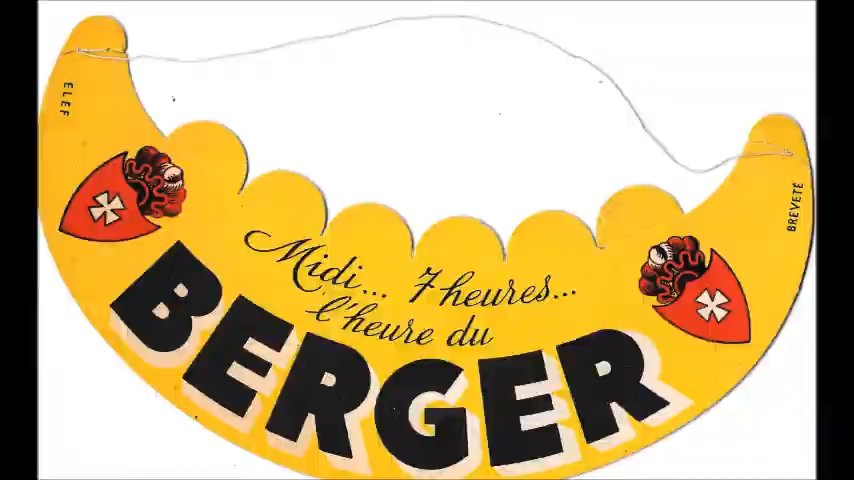 ELEF
BREVETÉ
Midi... 7 heures...
l'heure du
BERGER